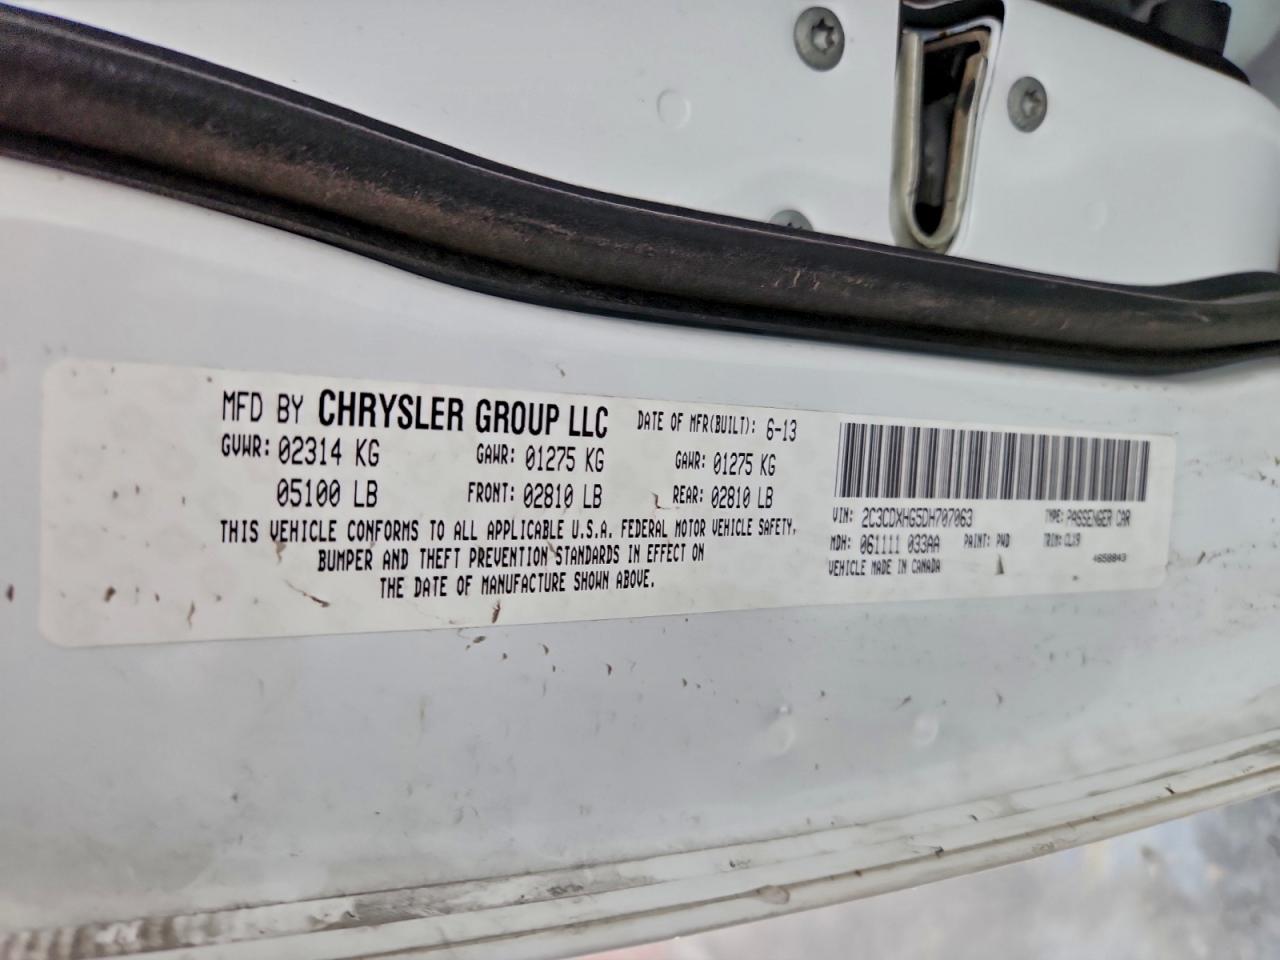 MFD BY CHRYSLER GROUP LLC DATE OF MFR(BUILT): 6-13
GVWR: 02314 KG GAWR: 01275 KG GAWR: 01275 KG
05100 LB FRONT: 02810 LB REAR: 02810 LB
THIS VEHICLE CONFORMS TO ALL APPLICABLE U.S.A. FEDERAL MOTOR VEHICLE SAFETY,
BUMPER AND THEFT PREVENTION STANDARDS IN EFFECT ON
THE DATE OF MANUFACTURE SHOWN ABOVE.
VIN: 2C3CDXHG5DH707063 TYPE: PASSENGER CAR
MDH: 061111 033AA PAINT: PWD TRIM: CLX9
VEHICLE MADE IN CANADA 4658043